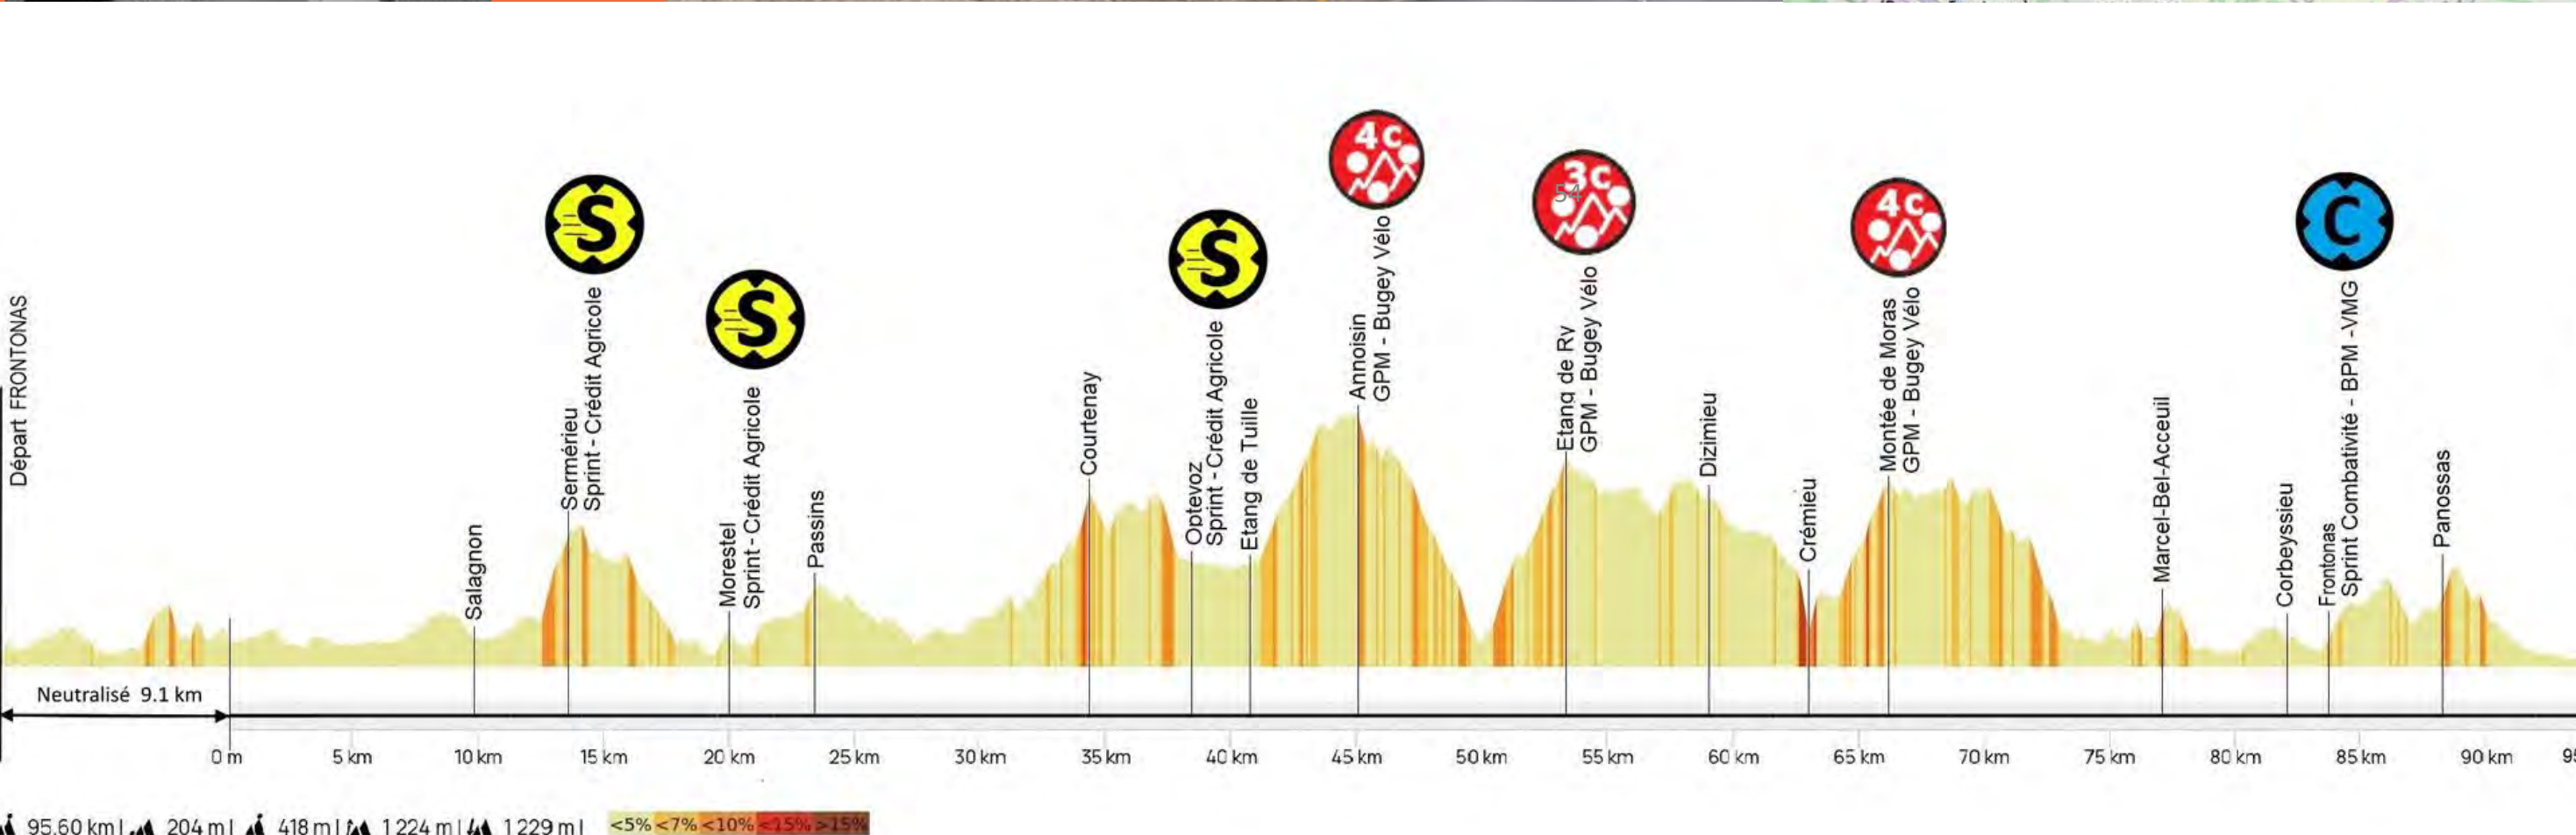 Départ FRONTONAS
Salagnon
Sermérieu
Sprint - Crédit Agricole
S
Morestel
Sprint - Crédit Agricole
S
Passins
Courtenay
Optevoz
Sprint - Crédit Agricole
S
Etang de Tuille
Annoisin
GPM - Bugey Vélo
4c
Etang de Ry
GPM - Bugey Vélo
3c
54
Dizimieu
Crémieu
Montée de Moras
GPM - Bugey Vélo
4c
Marcel-Bel-Acceuil
Corbeyssieu
Frontonas
Sprint Combativité - BPM -VMG
C
Panossas
Neutralisé 9.1 km
0 m 5 km 10 km 15 km 20 km 25 km 30 km 35 km 40 km 45 km 50 km 55 km 60 km 65 km 70 km 75 km 80 km 85 km 90 km
95.60 km | 204 m | 418 m | 1 224 m | 1 229 m |
<5% <7% <10% <15% >15%